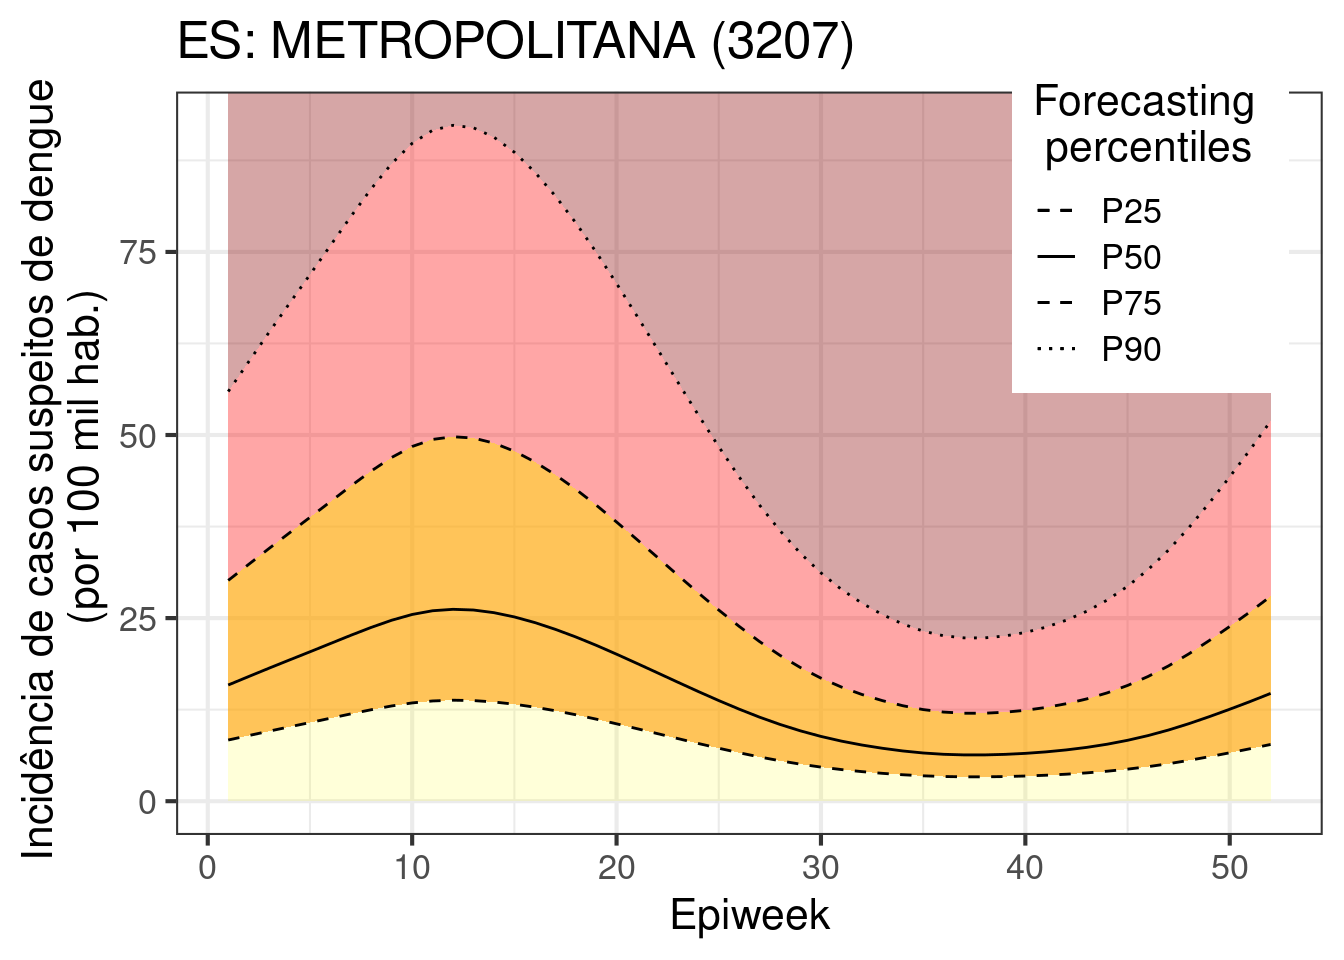 ES: METROPOLITANA (3207)
Incidência de casos suspeitos de dengue
(por 100 mil hab.)
75
50
25
0
0 10 20 30 40 50
Epiweek
Forecasting
percentiles
P25
P50
P75
P90